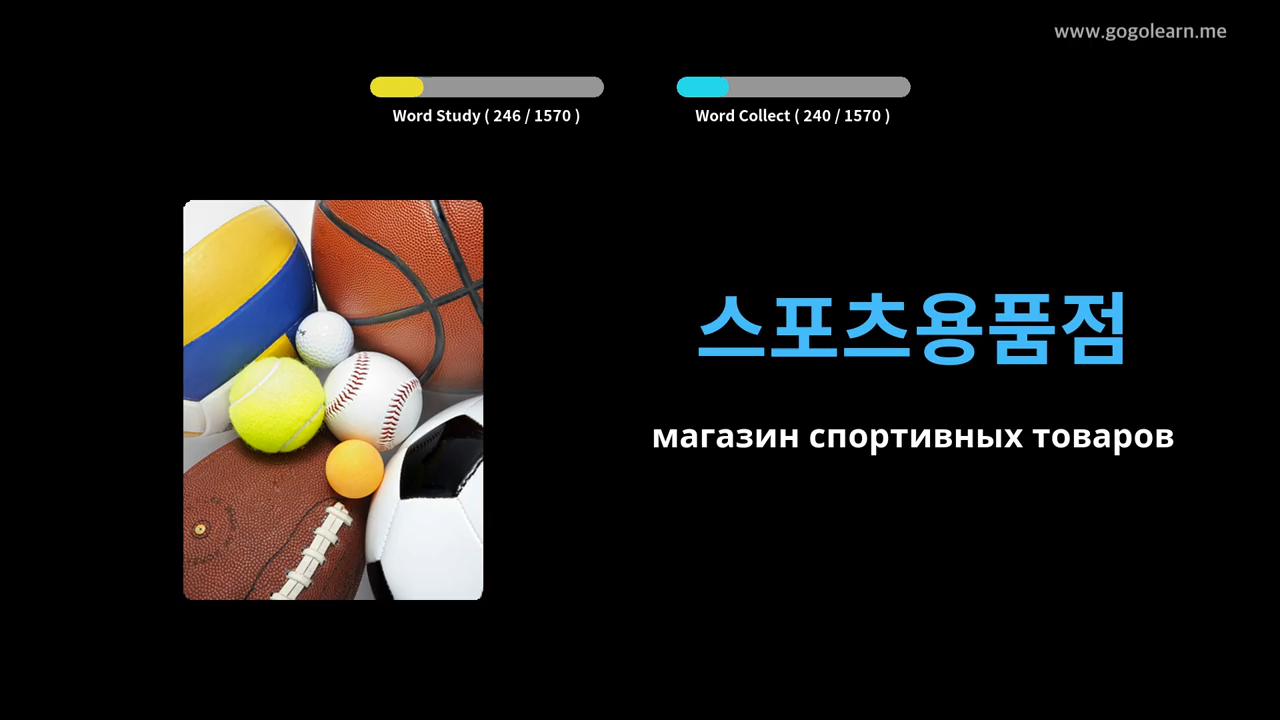 www.gogolearn.me
Word Study ( 246 / 1570 )
Word Collect ( 240 / 1570 )
스포츠용품점
магазин спортивных товаров